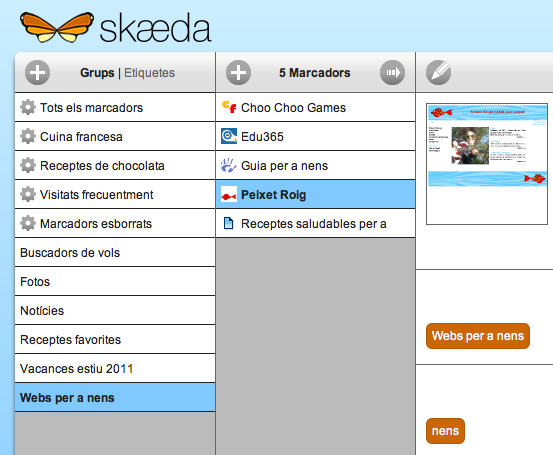 skæda
Grups | Etiquetes
Tots els marcadors
Cuina francesa
Receptes de chocolata
Visitats frecuentment
Marcadors esborrats
Buscadors de vols
Fotos
Notícies
Receptes favorites
Vacances estiu 2011
Webs per a nens
5 Marcadors
Choo Choo Games
Edu365
Guia per a nens
Peixet Roig
Receptes saludables per a
Webs per a nens
nens